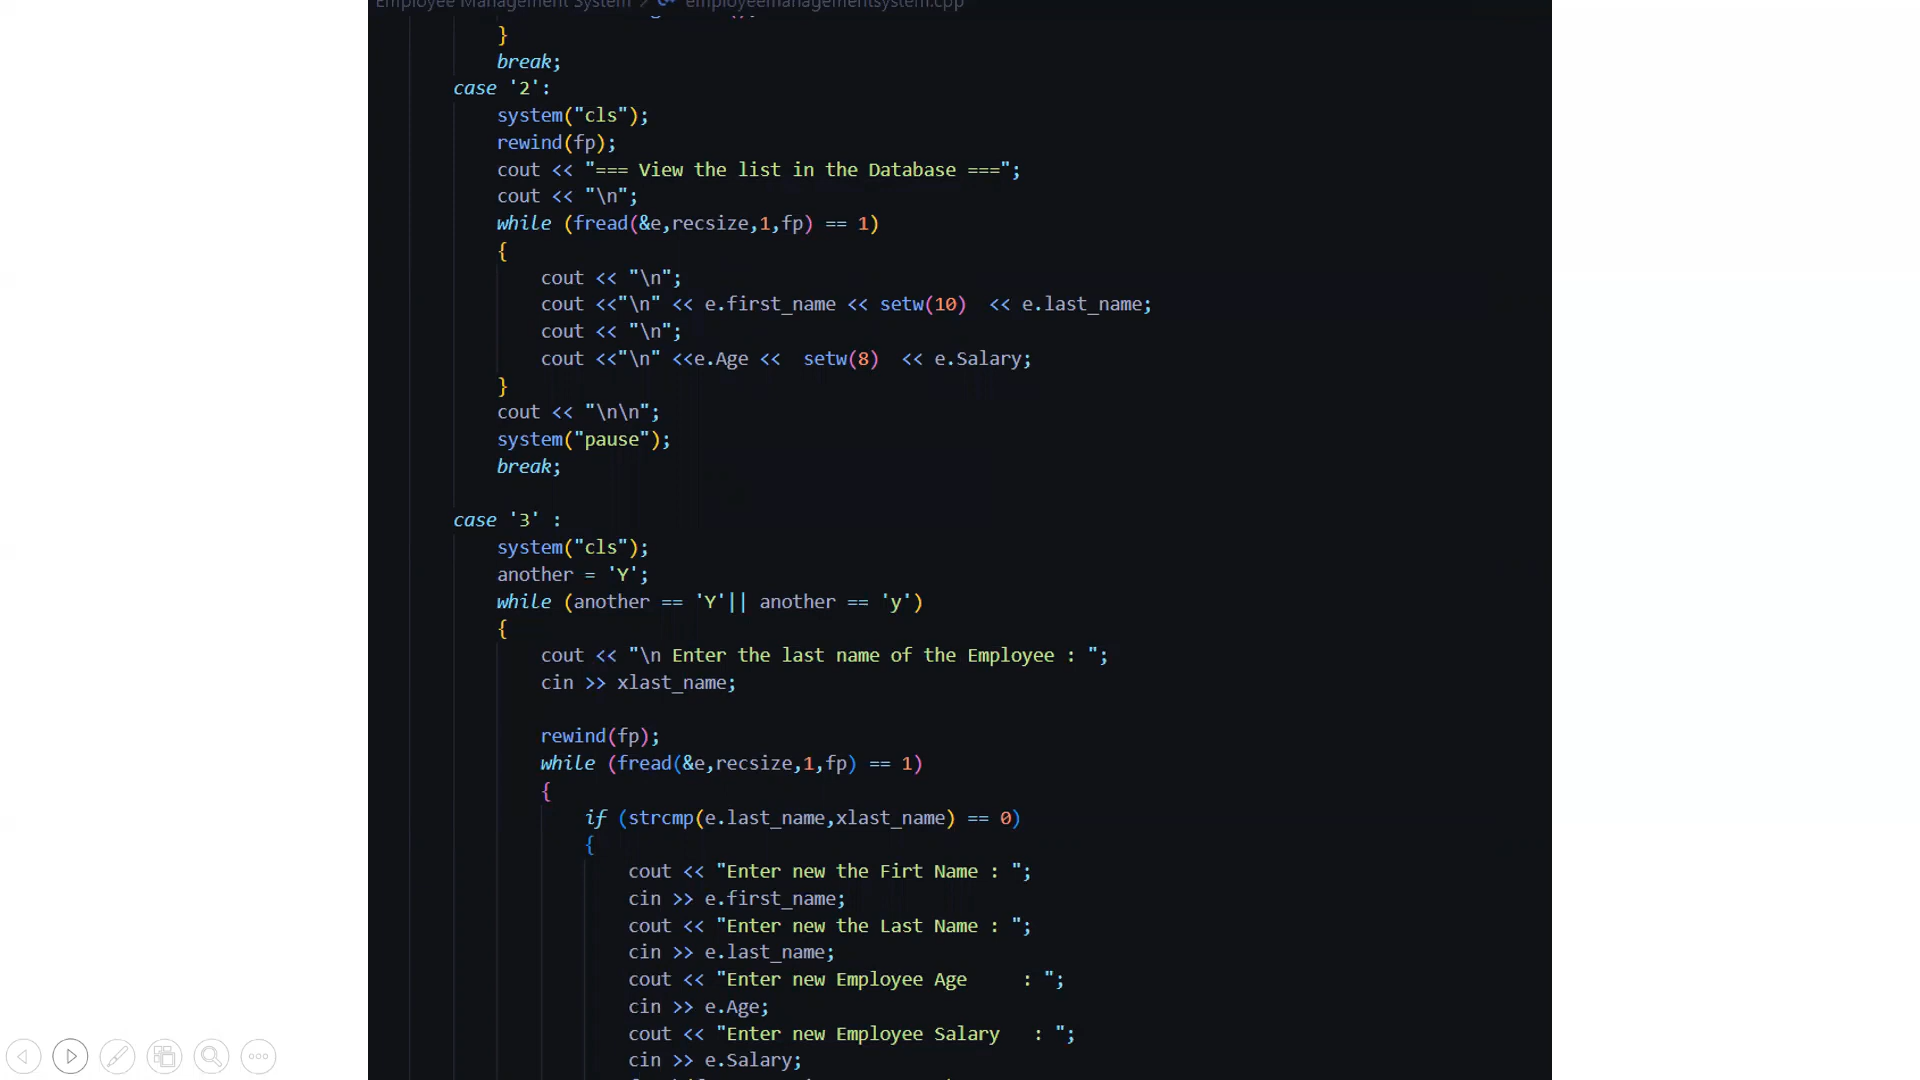 Employee Management System > employeemanagementsystem.cpp
}
break;
case '2':
system("cls");
rewind(fp);
cout << "=== View the list in the Database ===";
cout << "\n";
while (fread(&e,recsize,1,fp) == 1)
{
cout << "\n";
cout <<"\n" << e.first_name << setw(10)  << e.last_name;
cout << "\n";
cout <<"\n" <<e.Age <<  setw(8)  << e.Salary;
}
cout << "\n\n";
system("pause");
break;
case '3' :
system("cls");
another = 'Y';
while (another == 'Y'|| another == 'y')
{
cout << "\n Enter the last name of the Employee : ";
cin >> xlast_name;
rewind(fp);
while (fread(&e,recsize,1,fp) == 1)
{
if (strcmp(e.last_name,xlast_name) == 0)
{
cout << "Enter new the Firt Name : ";
cin >> e.first_name;
cout << "Enter new the Last Name : ";
cin >> e.last_name;
cout << "Enter new Employee Age     : ";
cin >> e.Age;
cout << "Enter new Employee Salary   : ";
cin >> e.Salary;